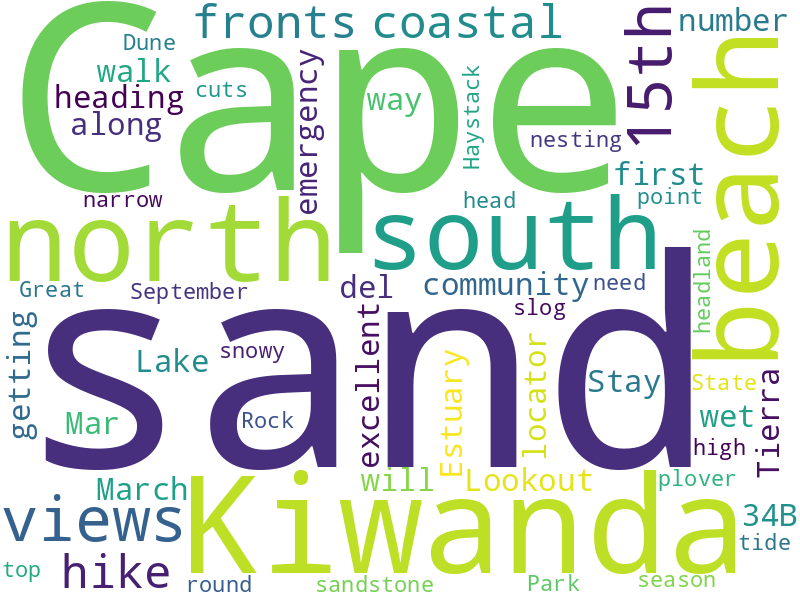 Cape
fronts
coastal
number
Dune
walk
cuts
heading
along
emergency
way
Haystack
15th
beach
nesting
first
point
narrow
head
north
south
headland
Great
September
del
community
need
slog
sand
getting
Lake
snowy
excellent
Estuary
locator
Stay
State
Tierra
Mar
Rock
wet
high
March
will
Lookout
plover
views
Kiwanda
34B
tide
top
hike
round
sandstone
Park
season